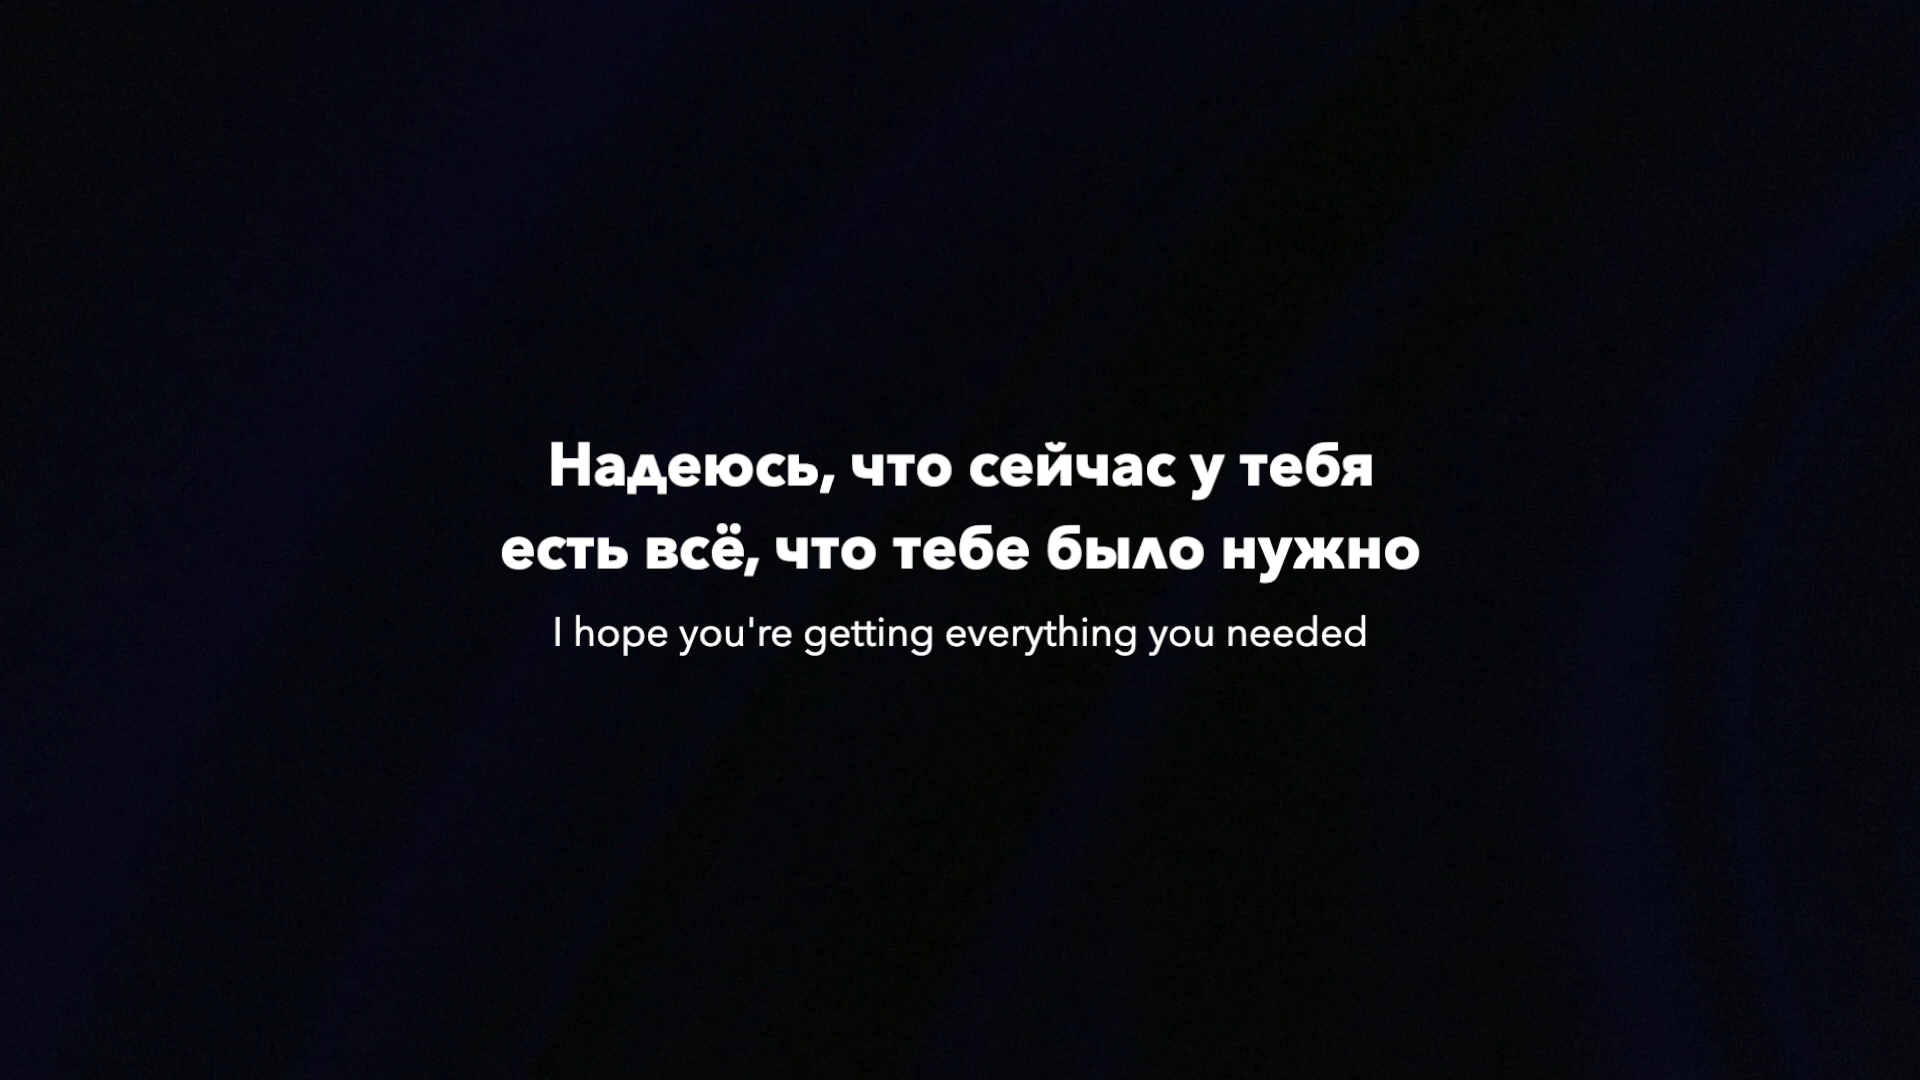 Надеюсь, что сейчас у тебя
есть всё, что тебе было нужно
I hope you're getting everything you needed